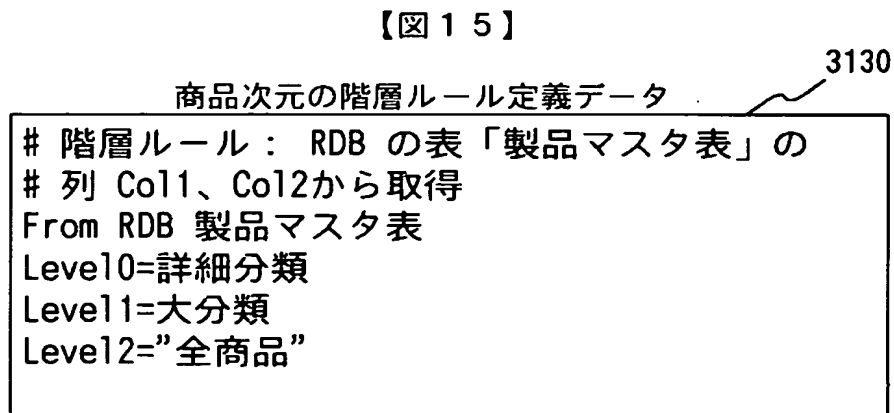 【図１５】
3130
商品次元の階層ルール定義データ
# 階層ルール： RDB の表「製品マスタ表」の
# 列 Col1、Col2から取得
From RDB 製品マスタ表
Level0=詳細分類
Level1=大分類
Level2=”全商品”